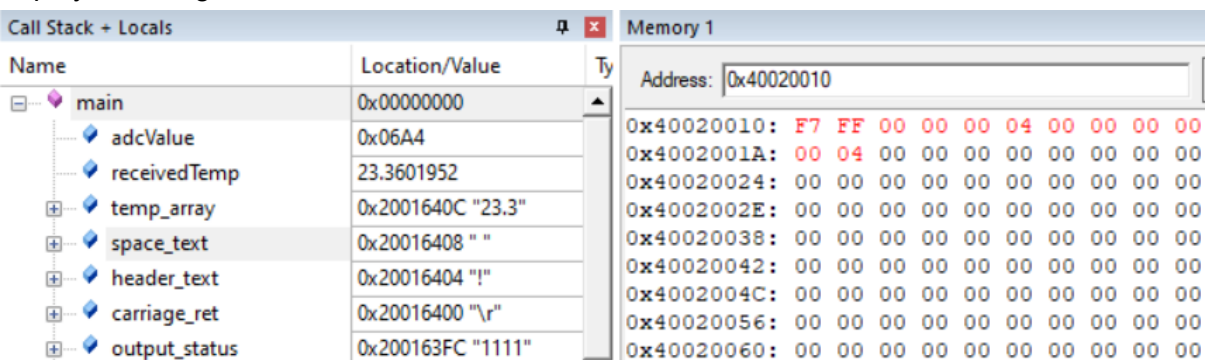 Call Stack + Locals
Name Location/Value Ty
main 0x00000000
adcValue 0x06A4
receivedTemp 23.3601952
temp_array 0x2001640C "23.3"
space_text 0x20016408 " "
header_text 0x20016404 "!"
carriage_ret 0x20016400 "\r"
output_status 0x200163FC "1111"
Memory 1
Address: 0x40020010
0x40020010: F7 FF 00 00 00 04 00 00 00 00
0x4002001A: 00 04 00 00 00 00 00 00 00 00
0x40020024: 00 00 00 00 00 00 00 00 00 00
0x4002002E: 00 00 00 00 00 00 00 00 00 00
0x40020038: 00 00 00 00 00 00 00 00 00 00
0x40020042: 00 00 00 00 00 00 00 00 00 00
0x4002004C: 00 00 00 00 00 00 00 00 00 00
0x40020056: 00 00 00 00 00 00 00 00 00 00
0x40020060: 00 00 00 00 00 00 00 00 00 00